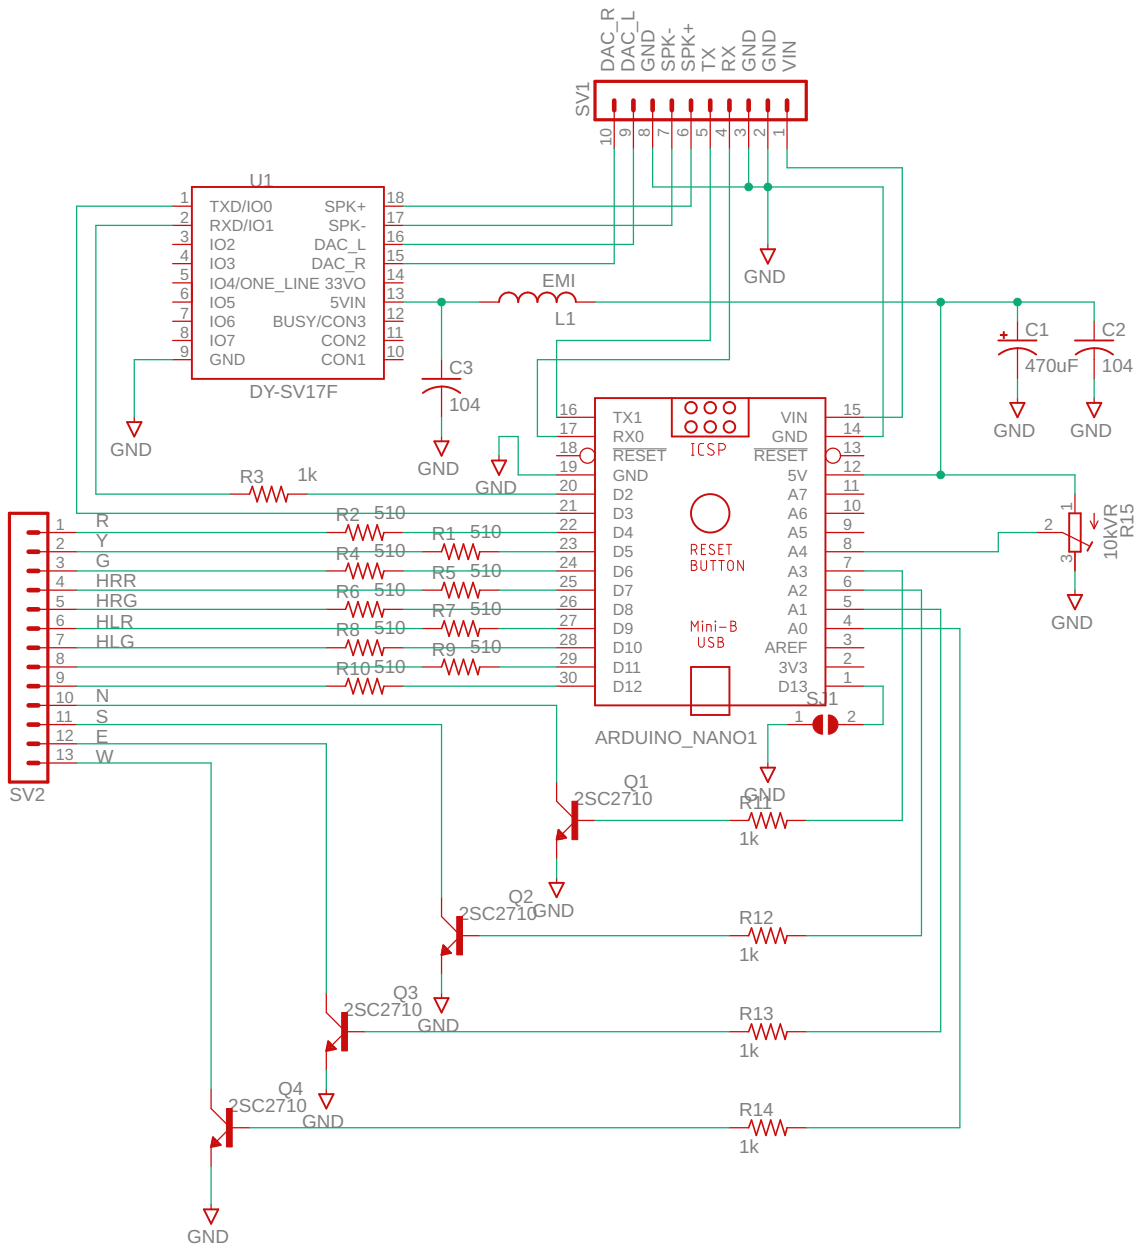 DAC_R
DAC_L
GND
SPK-
SPK+
TX
RX
GND
GND
VIN
SV1
10
9
8
7
6
5
4
3
2
1
U1
1 TXD/IO0 SPK+ 18
2 RXD/IO1 SPK- 17
3 IO2 DAC_L 16
4 IO3 DAC_R 15
5 IO4/ONE_LINE 33VO 14
6 IO5 5VIN 13
7 IO6 BUSY/CON3 12
8 IO7 CON2 11
9 GND CON1 10
DY-SV17F
GND
EMI
L1
GND
C1
470uF
GND
C2
104
GND
C3
104
GND
GND
16 TX1 VIN 15
17 RX0 GND 14
18 RESET RESET 13
19 GND 5V 12
20 D2 A7 11
21 D3 A6 10
22 D4 A5 9
23 D5 A4 8
24 D6 A3 7
25 D7 A2 6
26 D8 A1 5
27 D9 A0 4
28 D10 AREF 3
29 D11 3V3 2
30 D12 D13 1
ICSP
RESET
BUTTON
Mini-B
USB
ARDUINO_NANO1
R3 1k
R2 510
R1 510
R4 510
R5 510
R6 510
R7 510
R8 510
R9 510
R10 510
1 R
2 Y
3 G
4 HRR
5 HRG
6 HLR
7 HLG
8
9
10 N
11 S
12 E
13 W
SV2
1
2
3
10kVR
R15
GND
SJ1
1 2
GND
Q1
2SC2710
GND
R11
1k
Q2
2SC2710
GND
R12
1k
Q3
2SC2710
GND
R13
1k
Q4
2SC2710
GND
R14
1k